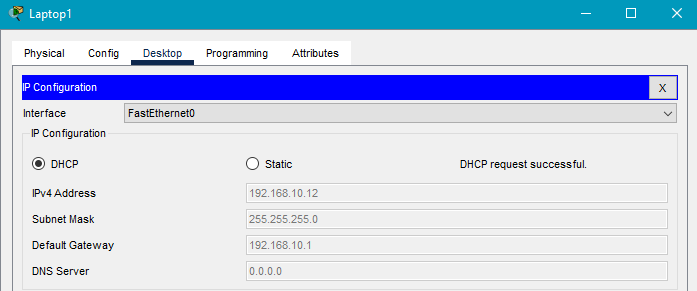 Laptop1
Physical Config Desktop Programming Attributes
IP Configuration X
Interface FastEthernet0
IP Configuration
DHCP Static DHCP request successful.
IPv4 Address 192.168.10.12
Subnet Mask 255.255.255.0
Default Gateway 192.168.10.1
DNS Server 0.0.0.0